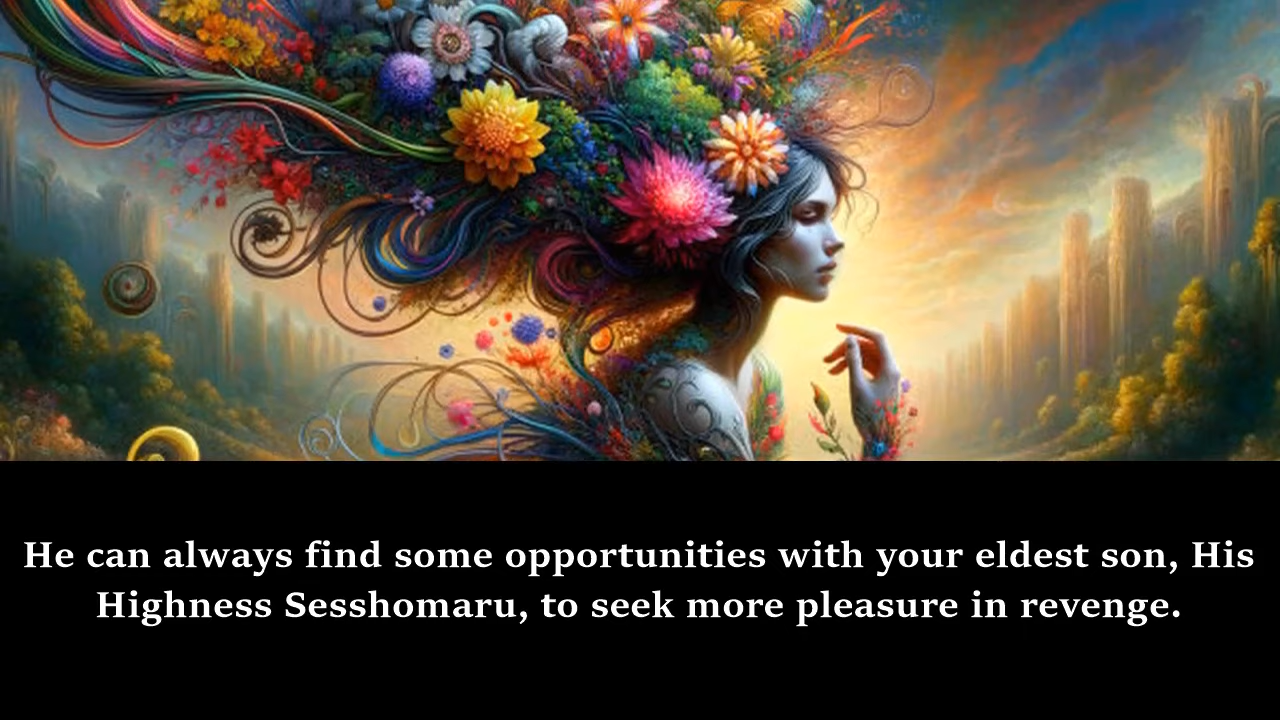 He can always find some opportunities with your eldest son, His
Highness Sesshomaru, to seek more pleasure in revenge.